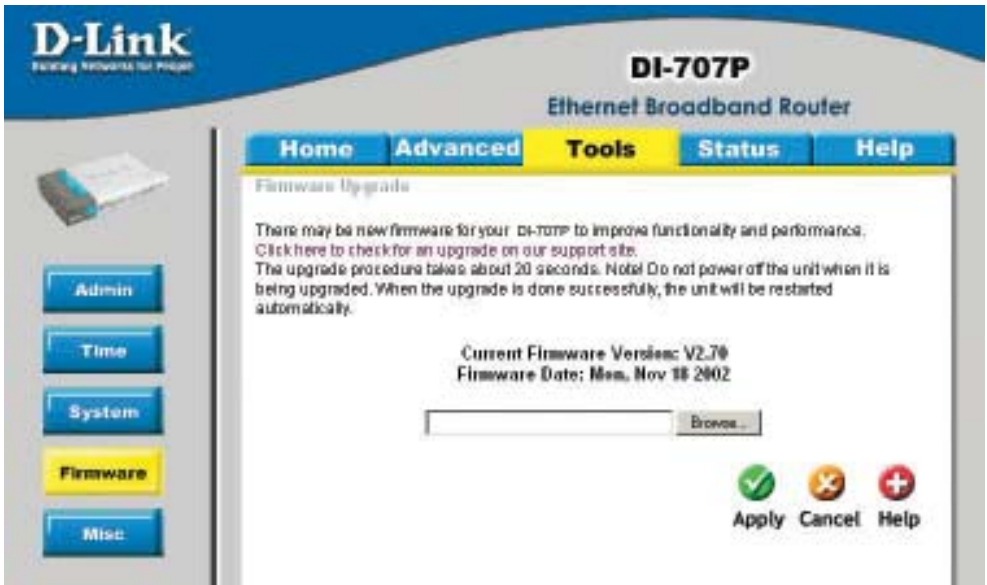 D-Link
Building Networks for People
DI-707P
Ethernet Broadband Router
Home Advanced Tools Status Help
Firmware Upgrade
There may be new firmware for your DI-707P to improve functionality and performance.
Click here to check for an upgrade on our support site.
The upgrade procedure takes about 20 seconds. Note! Do not power off the unit when it is
being upgraded. When the upgrade is done successfully, the unit will be restarted
automatically.
Admin
Time
System
Firmware
Misc
Current Firmware Version: V2.70
Firmware Date: Mon, Nov 18 2002
Browse...
Apply Cancel Help